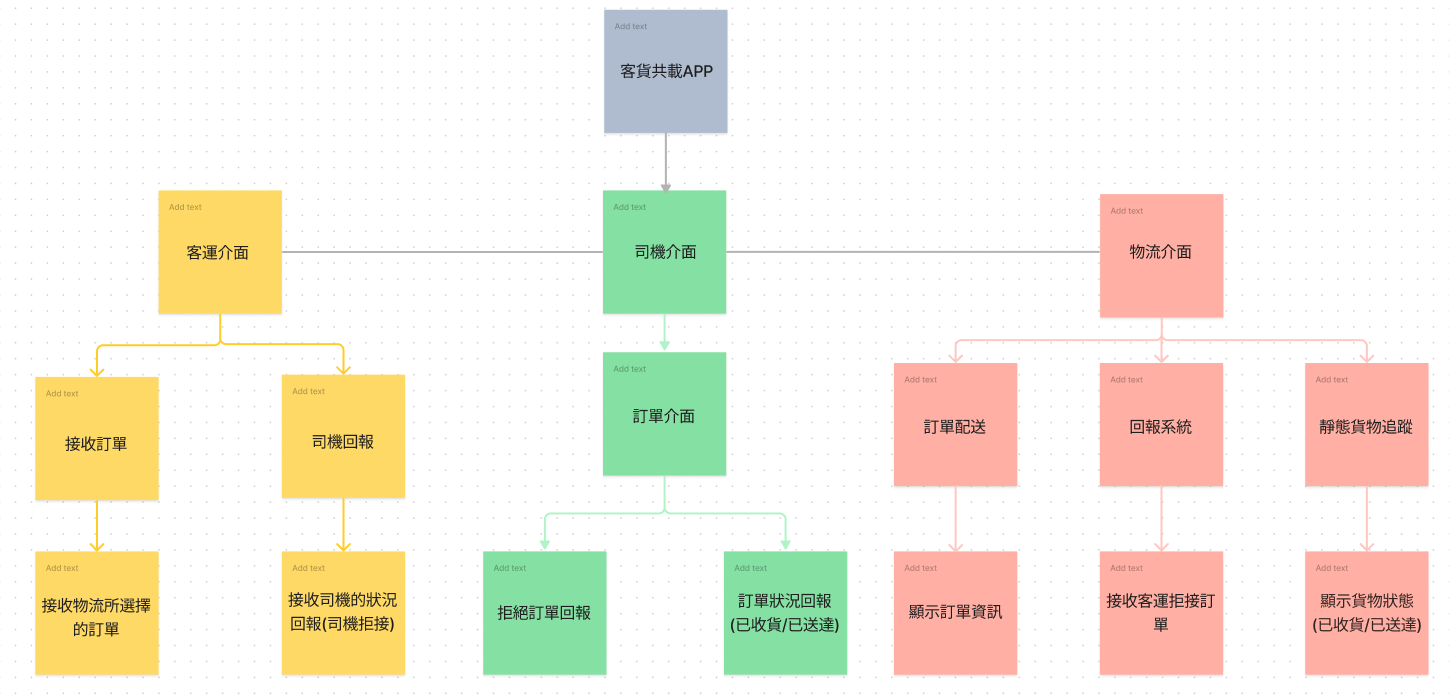 Add text
客貨共載APP
Add text
客運介面
Add text
司機介面
Add text
物流介面
Add text
接收訂單
Add text
司機回報
Add text
訂單介面
Add text
訂單配送
Add text
回報系統
Add text
靜態貨物追蹤
Add text
接收物流所選擇
的訂單
Add text
接收司機的狀況
回報(司機拒接)
Add text
拒絕訂單回報
Add text
訂單狀況回報
(已收貨/已送達)
Add text
顯示訂單資訊
Add text
接收客運拒接訂
單
Add text
顯示貨物狀態
(已收貨/已送達)